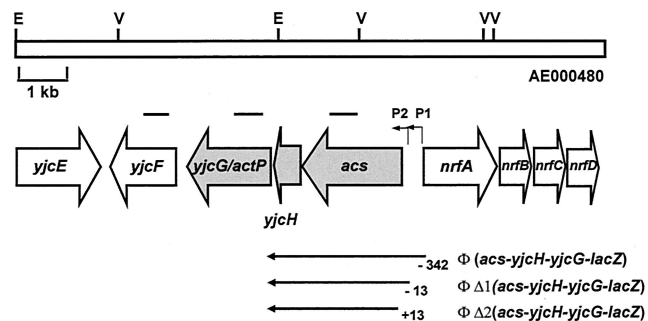 E V E V V V
1 kb AE000480
P2 P1
yjcE yjcF yjcG/actP acs nrfA nrfB nrfC nrfD
yjcH
- 342 Φ (acs-yjcH-yjcG-lacZ)
- 13 Φ Δ1(acs-yjcH-yjcG-lacZ)
+13 Φ Δ2(acs-yjcH-yjcG-lacZ)